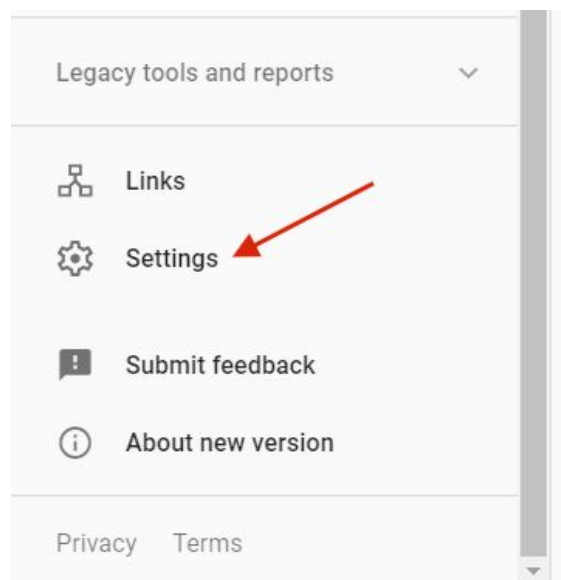 Legacy tools and reports
Links
Settings
Submit feedback
About new version
Privacy Terms